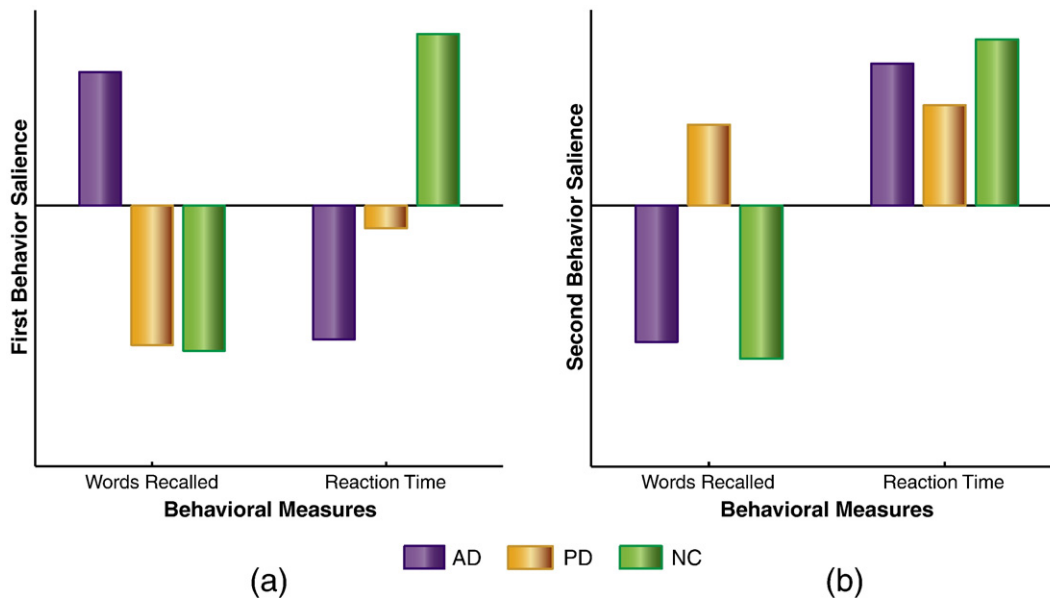 First Behavior Salience
Words Recalled
Reaction Time
Behavioral Measures
(a)
Second Behavior Salience
Words Recalled
Reaction Time
Behavioral Measures
(b)
AD
PD
NC